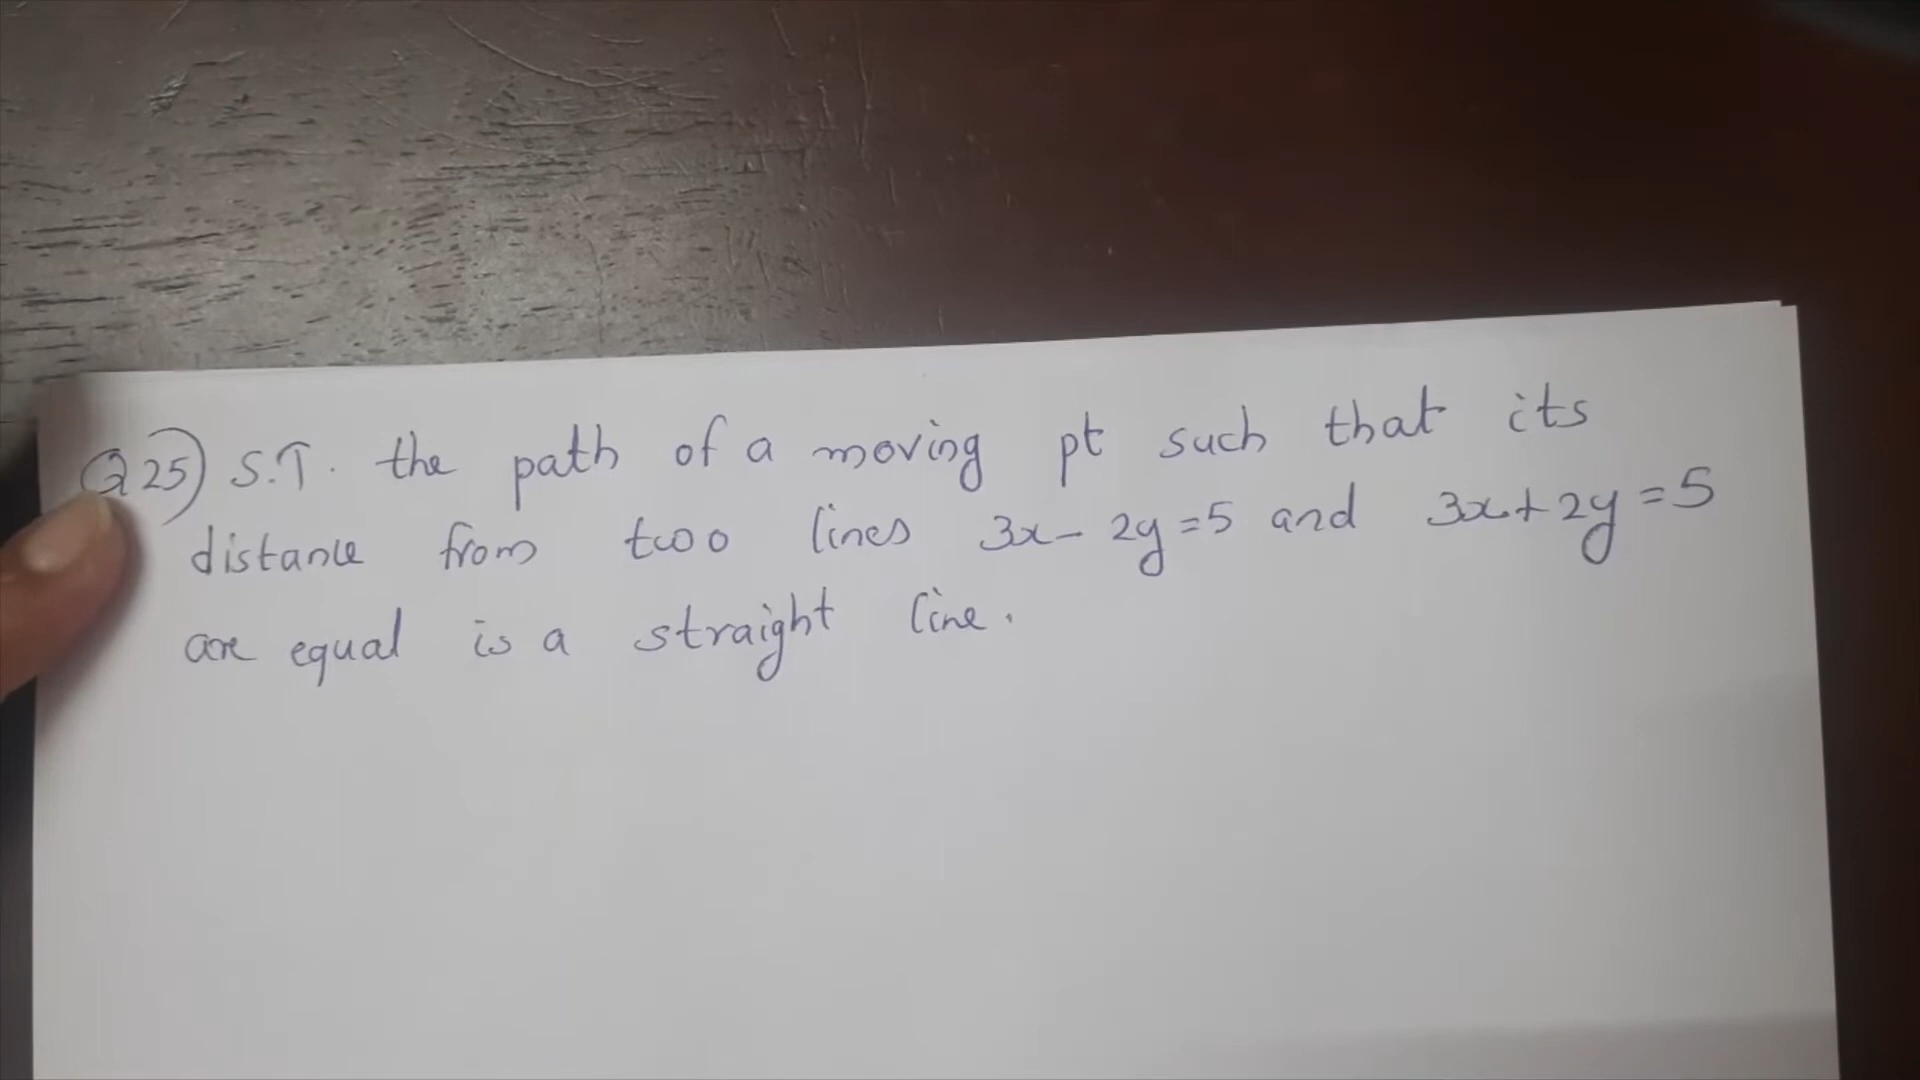 Q25) S.T. the path of a moving pt such that its
distance from two lines 3x - 2y = 5 and 3x + 2y = 5
are equal is a straight line.